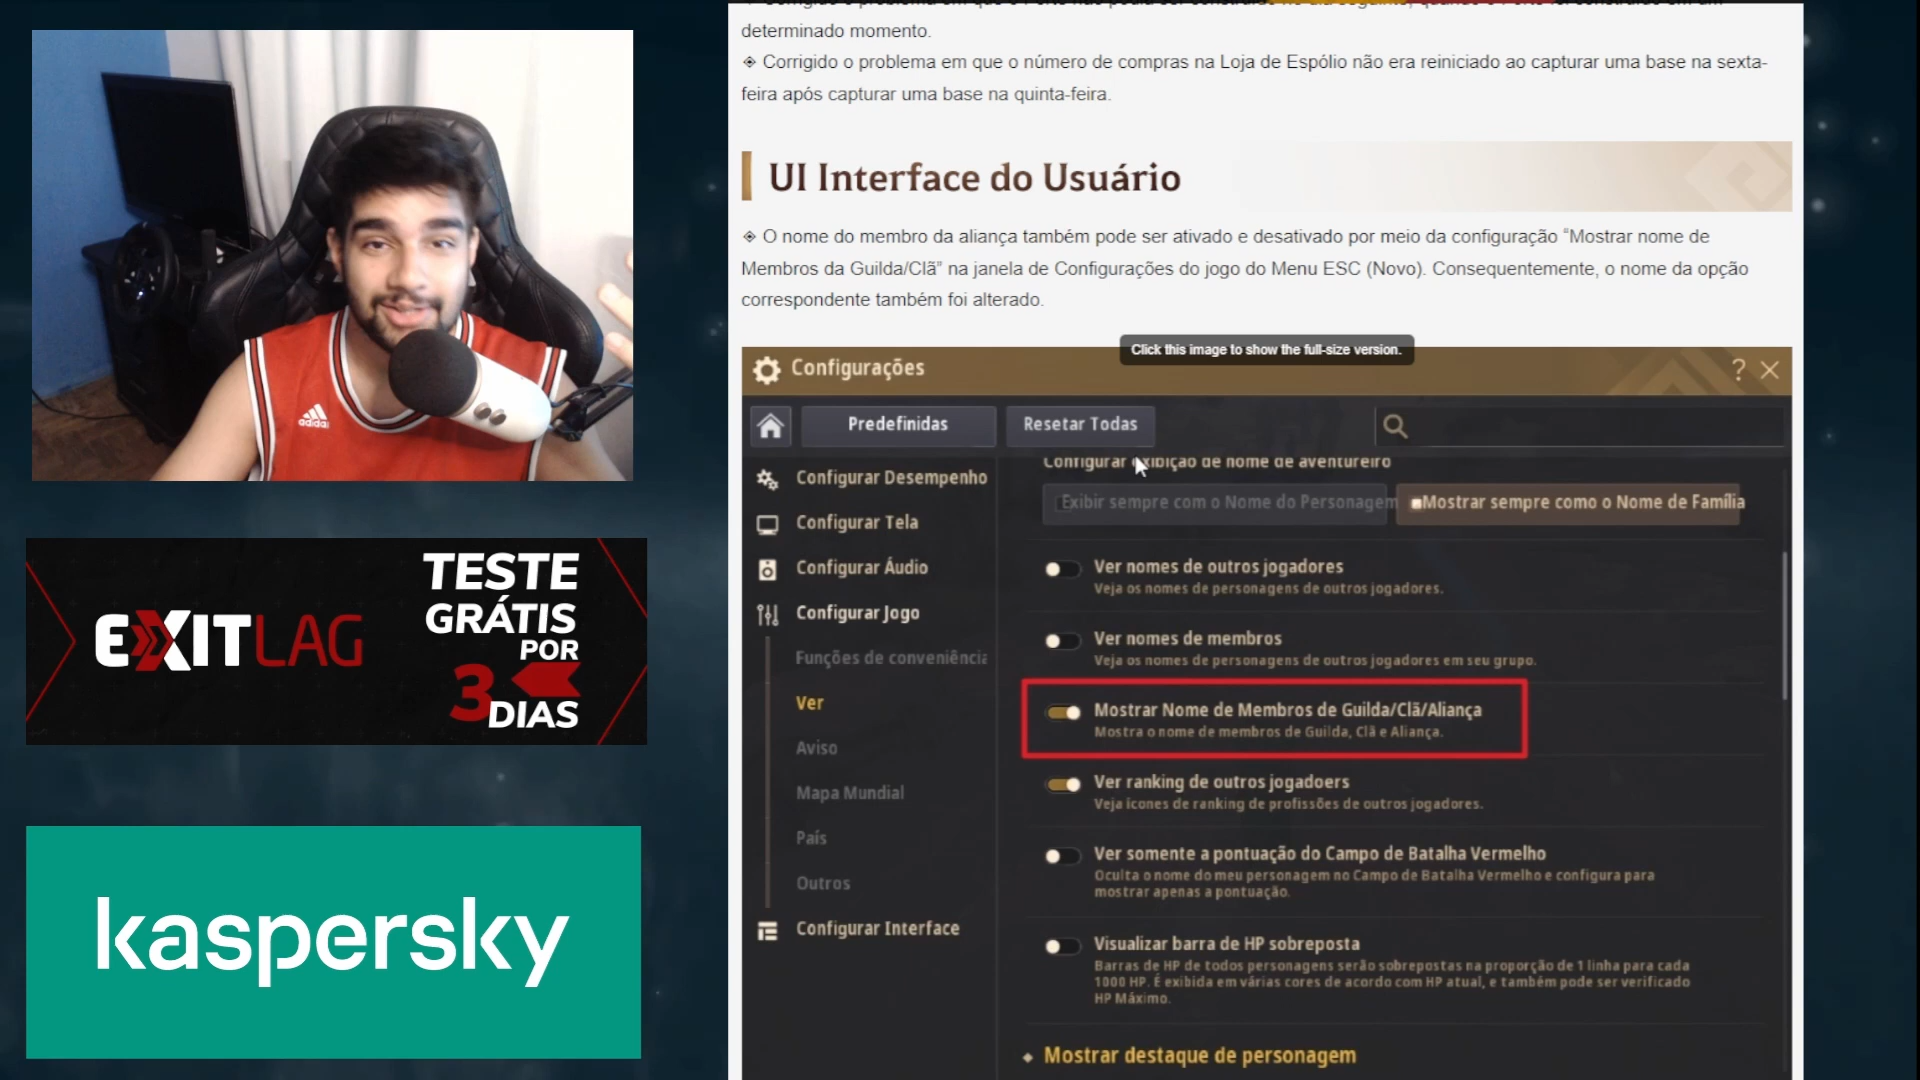 determinado momento.
◈ Corrigido o problema em que o número de compras na Loja de Espólio não era reiniciado ao capturar uma base na sexta-
feira após capturar uma base na quinta-feira.
UI Interface do Usuário
◈ O nome do membro da aliança também pode ser ativado e desativado por meio da configuração “Mostrar nome de
Membros da Guilda/Clã” na janela de Configurações do jogo do Menu ESC (Novo). Consequentemente, o nome da opção
correspondente também foi alterado.
Click this image to show the full-size version.
Configurações
? ×
Predefinidas
Resetar Todas
Configurar exibição de nome de aventureiro
Exibir sempre com o Nome do Personagem
Mostrar sempre como o Nome de Família
Configurar Desempenho
Configurar Tela
Configurar Áudio
Configurar Jogo
Funções de conveniência
Ver
Aviso
Mapa Mundial
País
Outros
Configurar Interface
Ver nomes de outros jogadores
Veja os nomes de personagens de outros jogadores.
Ver nomes de membros
Veja os nomes de personagens de outros jogadores em seu grupo.
Mostrar Nome de Membros de Guilda/Clã/Aliança
Mostra o nome de membros de Guilda, Clã e Aliança.
Ver ranking de outros jogadoers
Veja ícones de ranking de profissões de outros jogadores.
Ver somente a pontuação do Campo de Batalha Vermelho
Oculta o nome do meu personagem no Campo de Batalha Vermelho e configura para
mostrar apenas a pontuação.
Visualizar barra de HP sobreposta
Barras de HP de todos personagens serão sobrepostas na proporção de 1 linha para cada
1000 HP. É exibida em várias cores de acordo com HP atual, e também pode ser verificado
HP Máximo.
Mostrar destaque de personagem
adidas
EXITLAG
TESTE
GRÁTIS
POR
3 DIAS
kaspersky